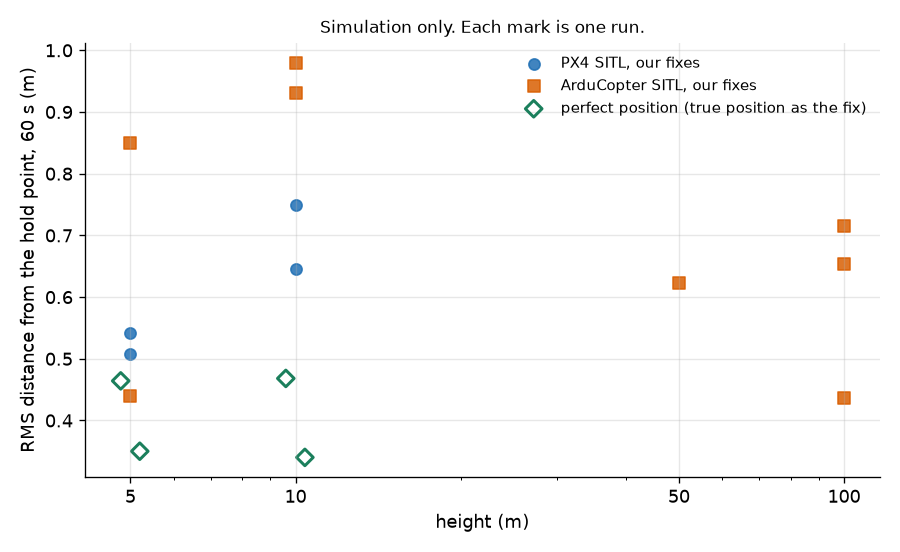 Simulation only. Each mark is one run.
PX4 SITL, our fixes
ArduCopter SITL, our fixes
perfect position (true position as the fix)
RMS distance from the hold point, 60 s (m)
1.0
0.9
0.8
0.7
0.6
0.5
0.4
5
10
50
100
height (m)